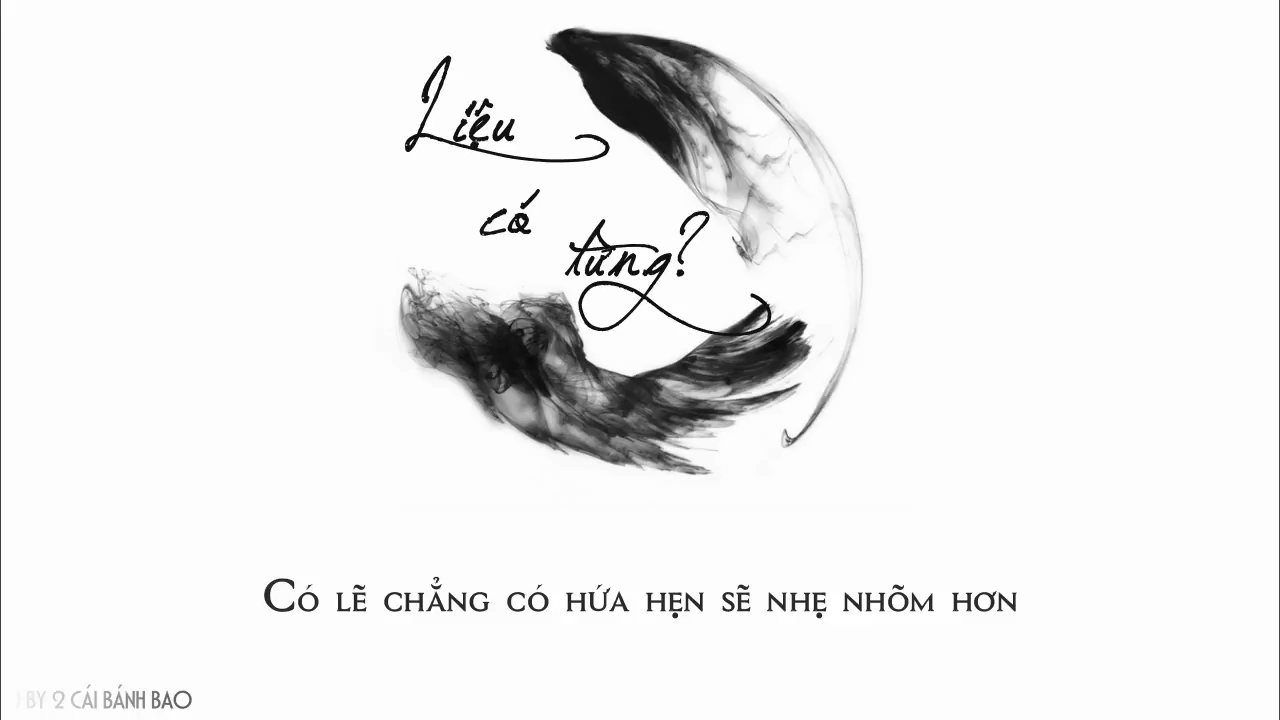 Liệu
có
từng?
Có lẽ chẳng có hứa hẹn sẽ nhẹ nhõm hơn
BY 2 CÁI BÁNH BAO